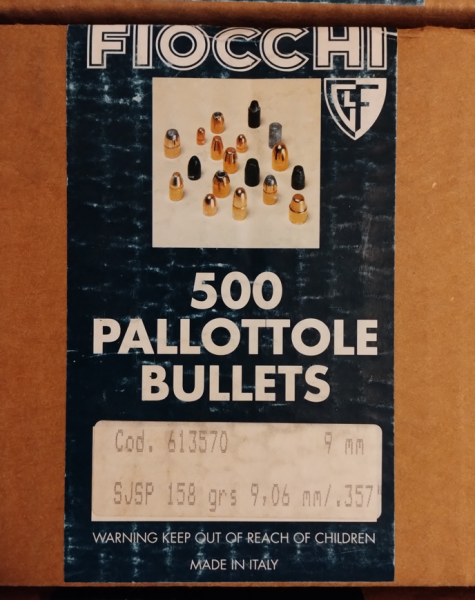 FIOCCHI
GFL
500
PALLOTTOLE
BULLETS
Cod. 613570 9 mm
SJSP 158 grs 9,06 mm/.357"
WARNING KEEP OUT OF REACH OF CHILDREN
MADE IN ITALY